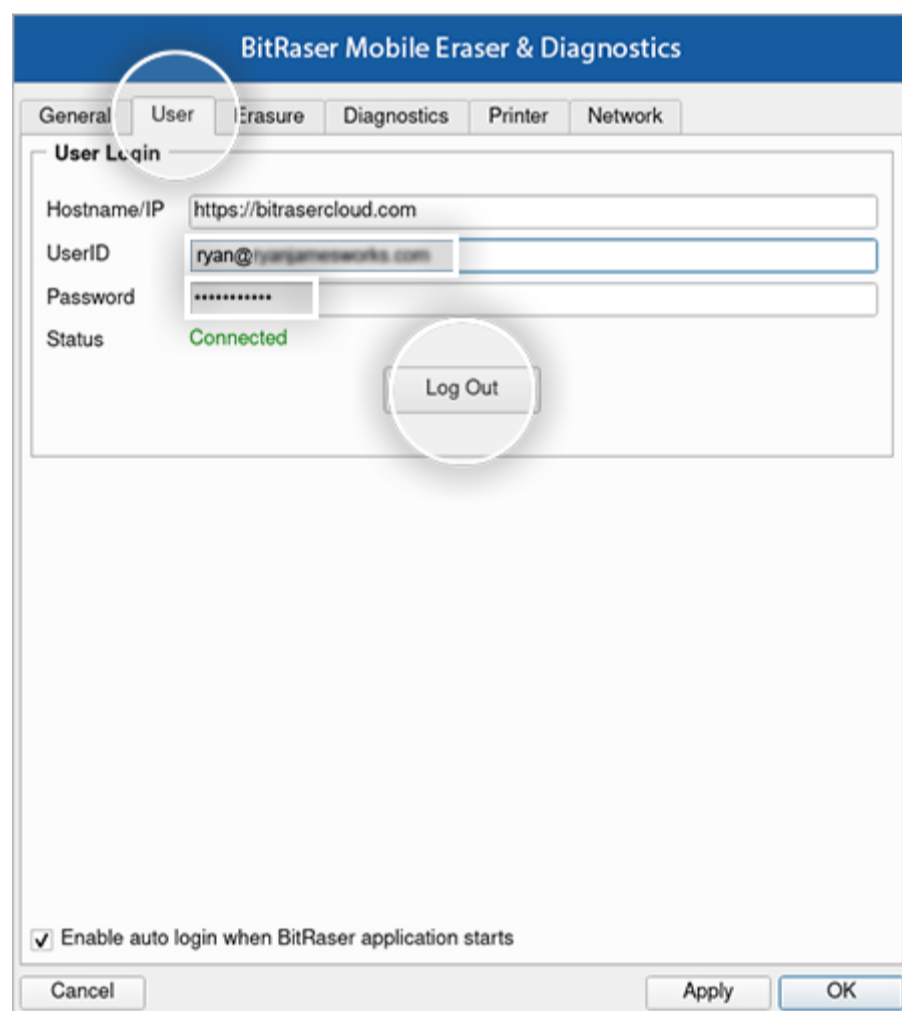 BitRaser Mobile Eraser & Diagnostics
General User Erasure Diagnostics Printer Network
User Login
Hostname/IP https://bitrasercloud.com
UserID ryan@
Password •••••••••••
Status Connected
Log Out
Enable auto login when BitRaser application starts
Cancel Apply OK